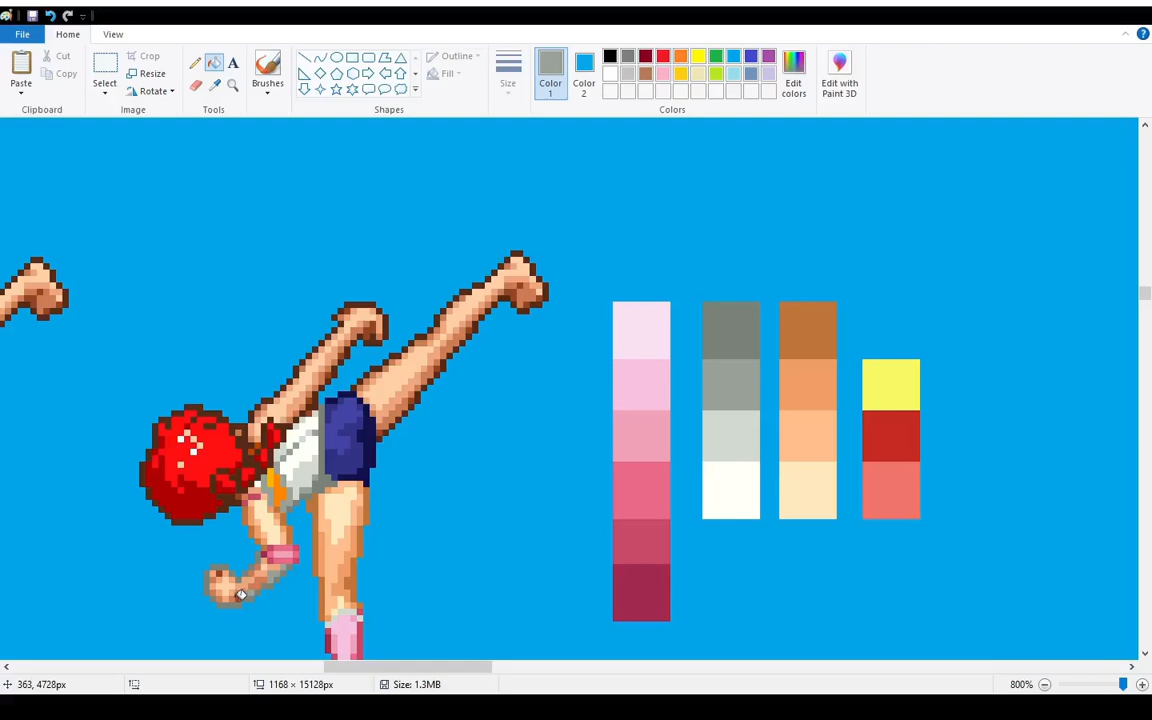 File Home View
Paste Cut Copy
Clipboard
Select Crop Resize Rotate
Image
A
Tools
Brushes
Outline Fill
Shapes
Size
Color 1
Color 2
Edit colors
Colors
Edit with Paint 3D
363, 4728px 1168 × 15128px Size: 1.3MB 800%